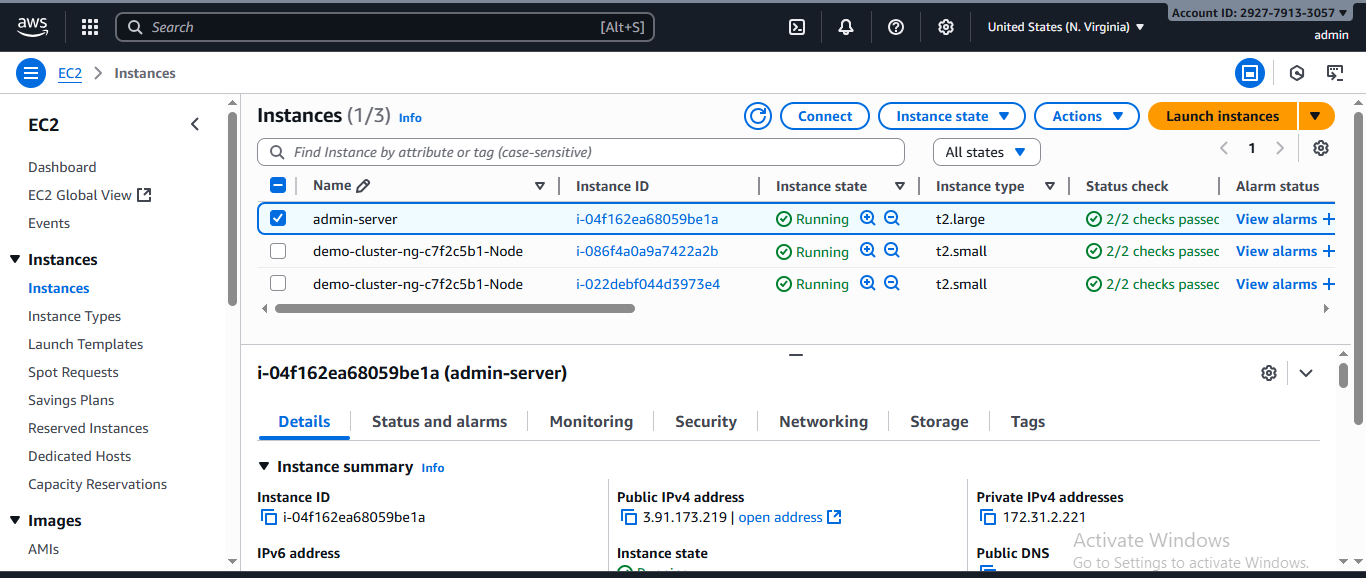 aws
Search [Alt+S]
United States (N. Virginia)
Account ID: 2927-7913-3057
admin
EC2 Instances
EC2
Dashboard
EC2 Global View
Events
Instances
Instances
Instance Types
Launch Templates
Spot Requests
Savings Plans
Reserved Instances
Dedicated Hosts
Capacity Reservations
Images
AMIs
Instances (1/3) Info
Connect Instance state Actions Launch instances
Find Instance by attribute or tag (case-sensitive) All states 1
Name Instance ID Instance state Instance type Status check Alarm status
admin-server i-04f162ea68059be1a Running t2.large 2/2 checks passec View alarms +
demo-cluster-ng-c7f2c5b1-Node i-086f4a0a9a7422a2b Running t2.small 2/2 checks passec View alarms +
demo-cluster-ng-c7f2c5b1-Node i-022debf044d3973e4 Running t2.small 2/2 checks passec View alarms +
i-04f162ea68059be1a (admin-server)
Details Status and alarms Monitoring Security Networking Storage Tags
Instance summary Info
Instance ID
i-04f162ea68059be1a
Public IPv4 address
3.91.173.219 | open address
Private IPv4 addresses
172.31.2.221
IPv6 address
Instance state
Public DNS
Activate Windows
Go to Settings to activate Windows.